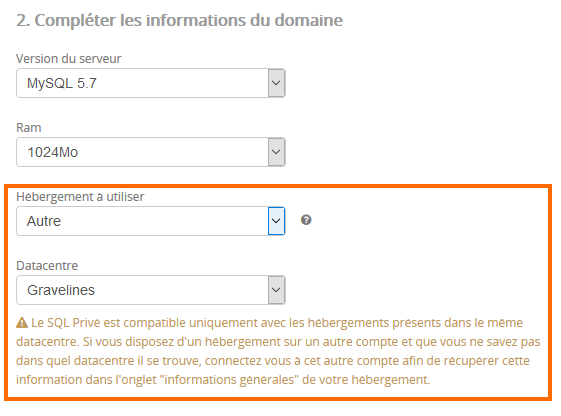 2. Compléter les informations du domaine
Version du serveur
MySQL 5.7
Ram
1024Mo
Hébergement à utiliser
Autre
?
Datacentre
Gravelines
Le SQL Privé est compatible uniquement avec les hébergements présents dans le même
datacentre. Si vous disposez d'un hébergement sur un autre compte et que vous ne savez pas
dans quel datacentre il se trouve, connectez vous à cet autre compte afin de récupérer cette
information dans l'onglet "informations générales" de votre hébergement.